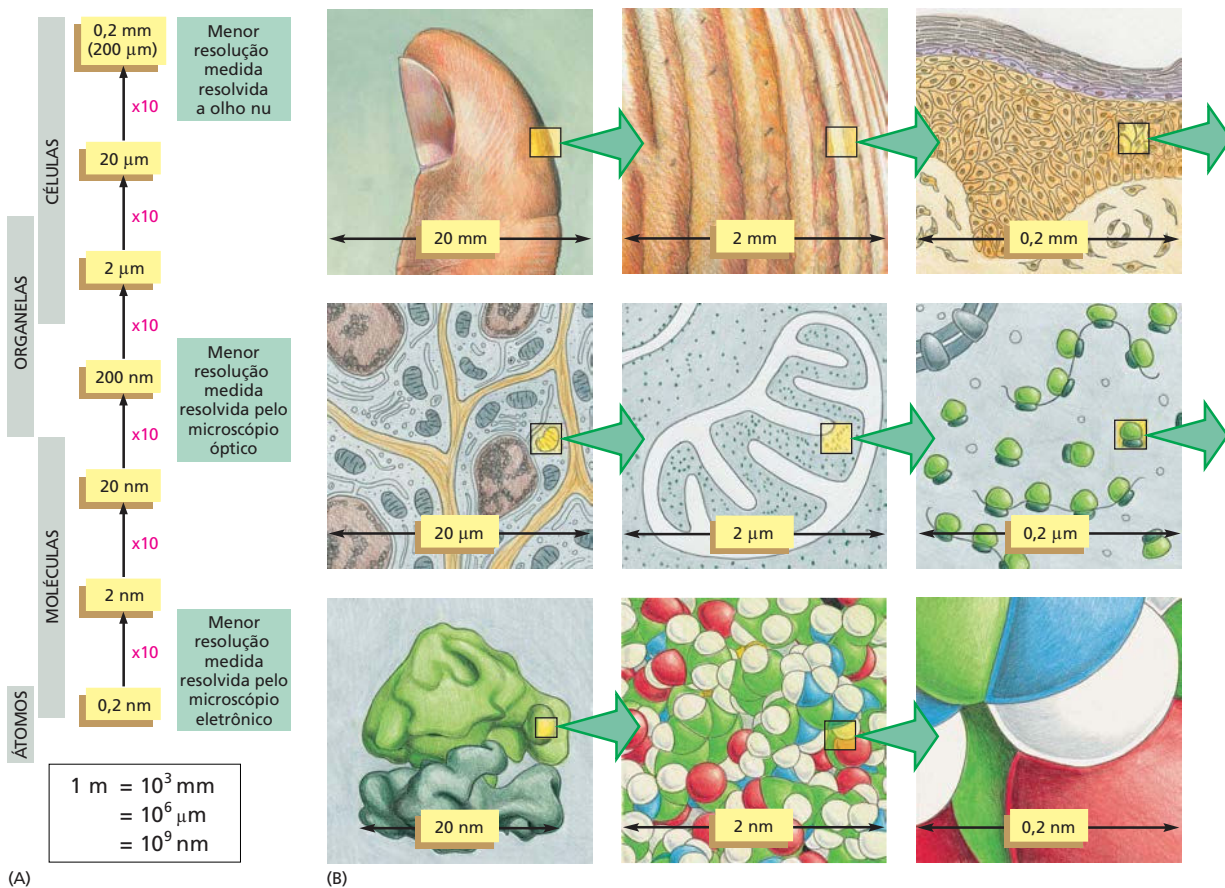 CÉLULAS
ORGANELAS
MOLÉCULAS
ÁTOMOS
0,2 mm
(200 µm)
x10
20 µm
x10
2 µm
x10
200 nm
x10
20 nm
x10
2 nm
x10
0,2 nm
Menor
resolução
medida
resolvida
a olho nu
Menor
resolução
medida
resolvida pelo
microscópio
óptico
Menor
resolução
medida
resolvida pelo
microscópio
eletrônico
1 m = 10³ mm
= 10⁶ µm
= 10⁹ nm
(A)
20 mm
2 mm
0,2 mm
20 µm
2 µm
0,2 µm
20 nm
2 nm
0,2 nm
(B)